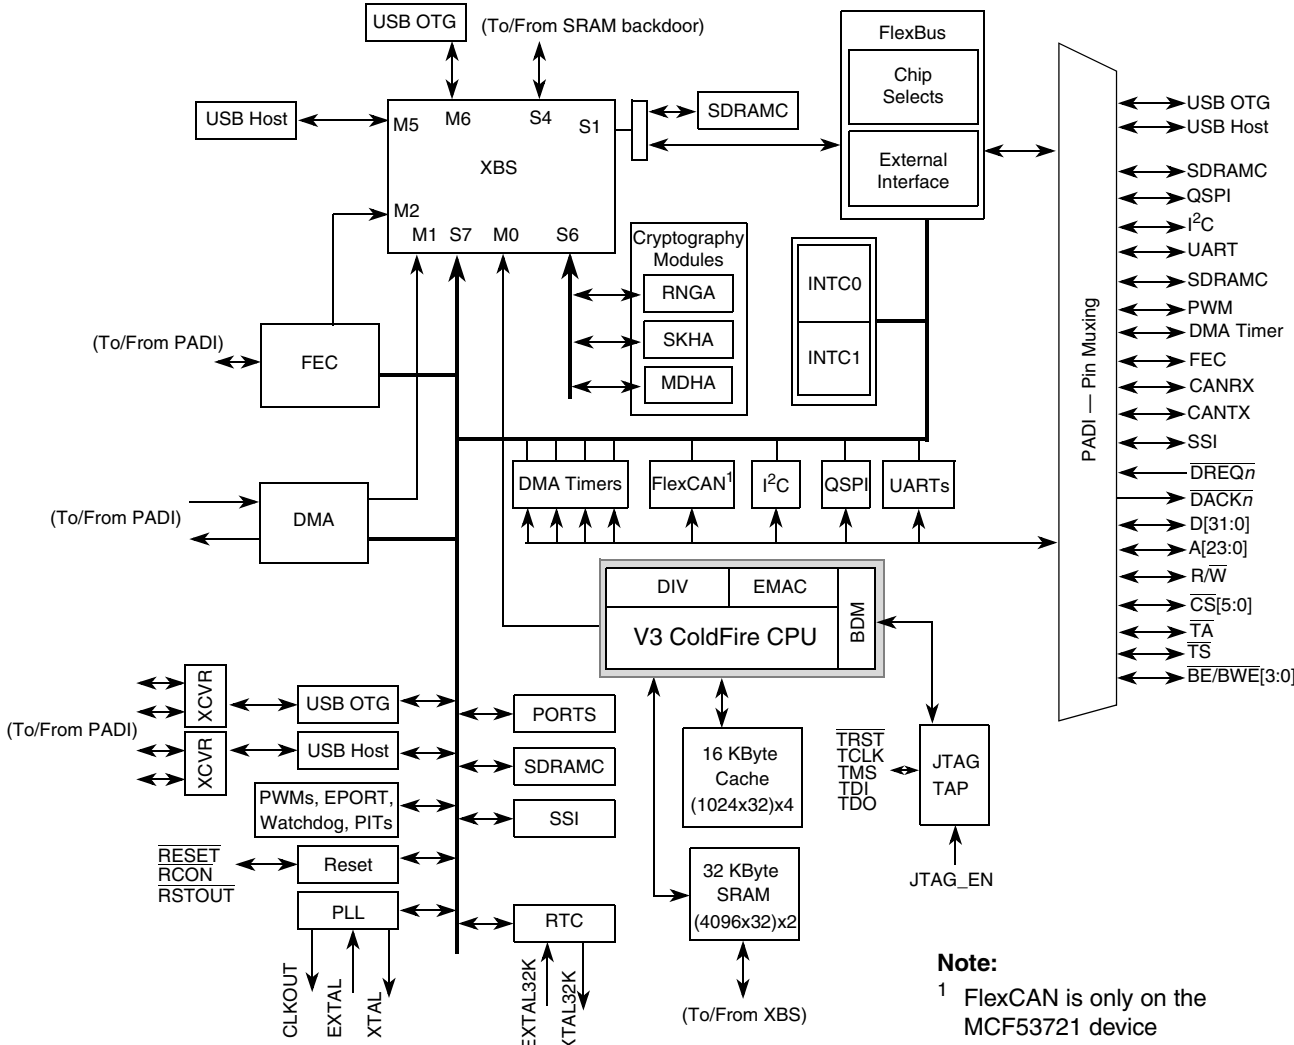 USB OTG
(To/From SRAM backdoor)
FlexBus
Chip
Selects
External
Interface
USB Host
SDRAMC
M5
M6
S4
S1
XBS
M2
M1
S7
M0
S6
Cryptography
Modules
RNGA
SKHA
MDHA
INTC0
INTC1
(To/From PADI)
FEC
(To/From PADI)
DMA
DMA Timers
FlexCAN¹
I²C
QSPI
UARTs
DIV
EMAC
BDM
V3 ColdFire CPU
PADI — Pin Muxing
USB OTG
USB Host
SDRAMC
QSPI
I²C
UART
SDRAMC
PWM
DMA Timer
FEC
CANRX
CANTX
SSI
DREQn
DACKn
D[31:0]
A[23:0]
R/W
CS[5:0]
TA
TS
BE/BWE[3:0]
(To/From PADI)
XCVR
XCVR
USB OTG
USB Host
PWMs, EPORT,
Watchdog, PITs
RESET
RCON
RSTOUT
Reset
PLL
CLKOUT
EXTAL
XTAL
PORTS
SDRAMC
SSI
RTC
EXTAL32K
XTAL32K
16 KByte
Cache
(1024x32)x4
32 KByte
SRAM
(4096x32)x2
(To/From XBS)
TRST
TCLK
TMS
TDI
TDO
JTAG
TAP
JTAG_EN
Note:
¹ FlexCAN is only on the
MCF53721 device